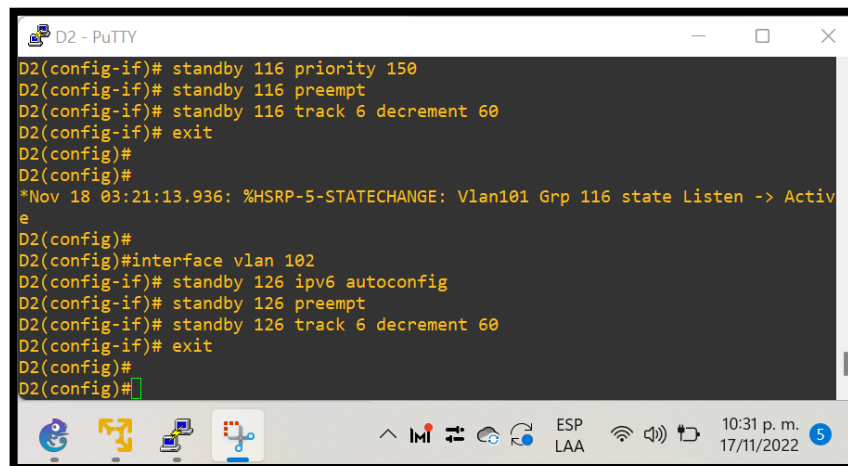 D2 - PuTTY
D2(config-if)# standby 116 priority 150
D2(config-if)# standby 116 preempt
D2(config-if)# standby 116 track 6 decrement 60
D2(config-if)# exit
D2(config)#
D2(config)#
*Nov 18 03:21:13.936: %HSRP-5-STATECHANGE: Vlan101 Grp 116 state Listen -> Activ
e
D2(config)#
D2(config)#interface vlan 102
D2(config-if)# standby 126 ipv6 autoconfig
D2(config-if)# standby 126 preempt
D2(config-if)# standby 126 track 6 decrement 60
D2(config-if)# exit
D2(config)#
D2(config)#
ESP
LAA
10:31 p. m.
17/11/2022
5